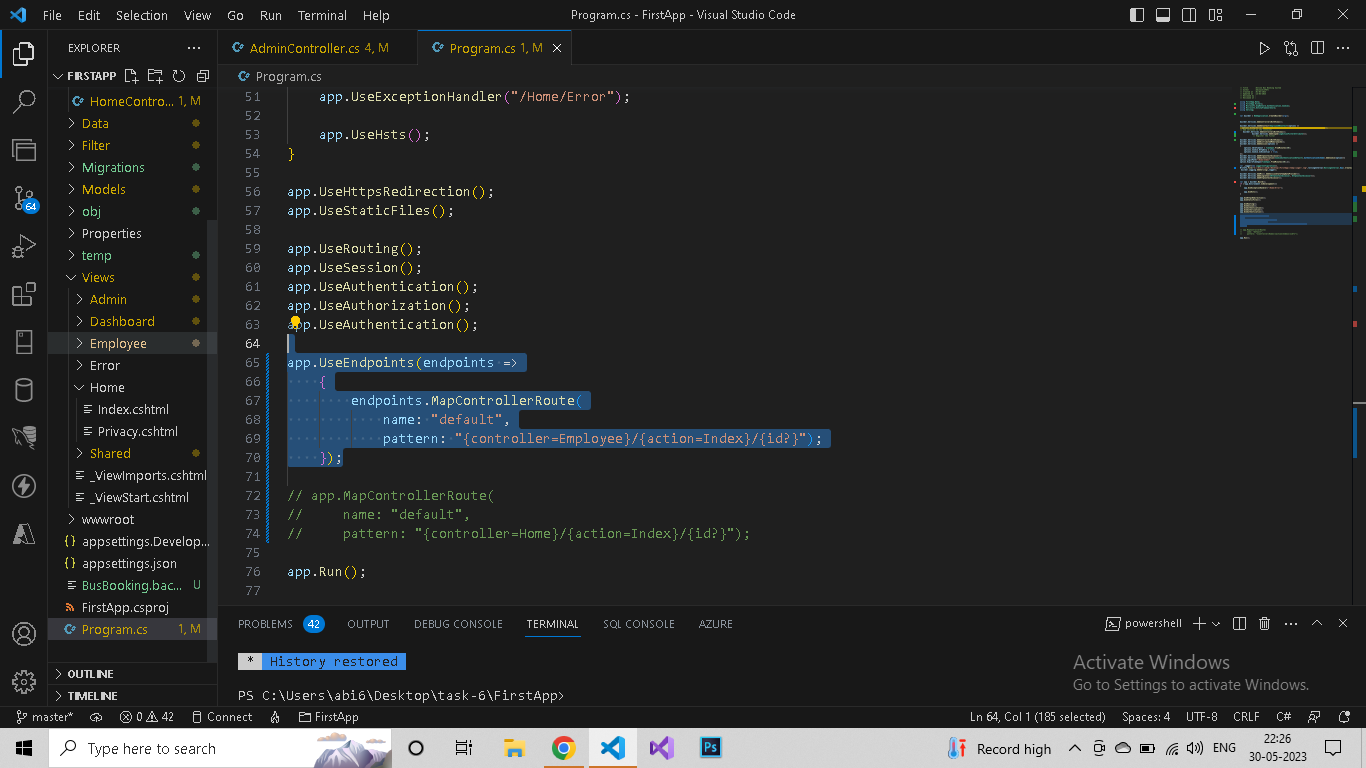 File Edit Selection View Go Run Terminal Help
Program.cs - FirstApp - Visual Studio Code
EXPLORER
AdminController.cs 4, M
Program.cs 1, M
FIRSTAPP
Program.cs
HomeContro... 1, M
Data
Filter
Migrations
Models
obj
Properties
temp
Views
Admin
Dashboard
Employee
Error
Home
Index.cshtml
Privacy.cshtml
Shared
_ViewImports.cshtml
_ViewStart.cshtml
wwwroot
appsettings.Develop...
appsettings.json
BusBooking.bac... U
FirstApp.csproj
Program.cs 1, M
OUTLINE
TIMELINE
64
51 app.UseExceptionHandler("/Home/Error");
52
53 app.UseHsts();
54 }
55
56 app.UseHttpsRedirection();
57 app.UseStaticFiles();
58
59 app.UseRouting();
60 app.UseSession();
61 app.UseAuthentication();
62 app.UseAuthorization();
63 app.UseAuthentication();
64
65 app.UseEndpoints(endpoints =>
66 {
67 endpoints.MapControllerRoute(
68 name: "default",
69 pattern: "{controller=Employee}/{action=Index}/{id?}");
70 });
71
72 // app.MapControllerRoute(
73 // name: "default",
74 // pattern: "{controller=Home}/{action=Index}/{id?}");
75
76 app.Run();
77
PROBLEMS 42 OUTPUT DEBUG CONSOLE TERMINAL SQL CONSOLE AZURE
powershell
* History restored
PS C:\Users\abi6\Desktop\task-6\FirstApp>
Activate Windows
Go to Settings to activate Windows.
master* 0 42 Connect FirstApp
Ln 64, Col 1 (185 selected) Spaces: 4 UTF-8 CRLF C#
Type here to search
Ps
Record high
ENG
22:26
30-05-2023